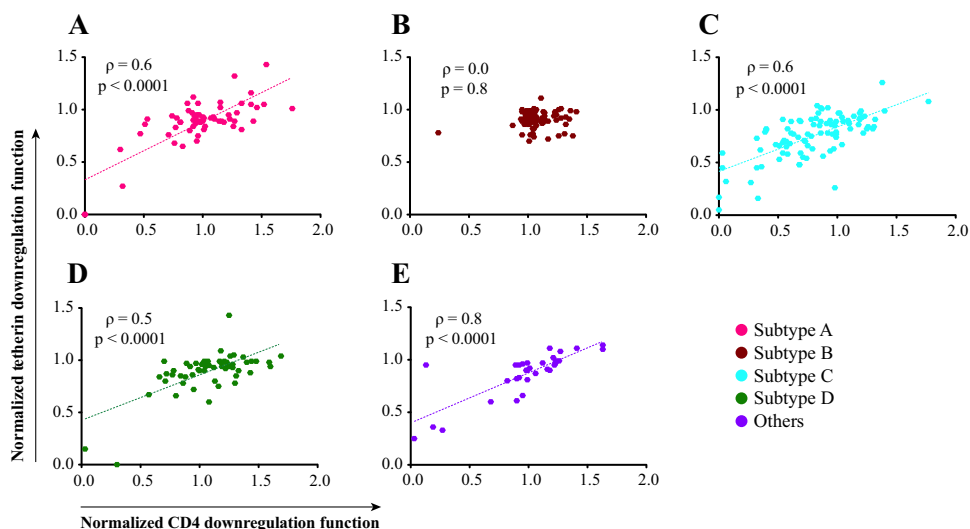 A
B
C
ρ = 0.6
p < 0.0001
ρ = 0.0
p = 0.8
ρ = 0.6
p < 0.0001
1.5
1.0
0.5
0.0
0.0 0.5 1.0 1.5 2.0
1.5
1.0
0.5
0.0
0.0 0.5 1.0 1.5 2.0
1.5
1.0
0.5
0.0
0.0 0.5 1.0 1.5 2.0
Normalized tetherin downregulation function
D
E
ρ = 0.5
p < 0.0001
ρ = 0.8
p < 0.0001
1.5
1.0
0.5
0.0
0.0 0.5 1.0 1.5 2.0
1.5
1.0
0.5
0.0
0.0 0.5 1.0 1.5 2.0
Subtype A
Subtype B
Subtype C
Subtype D
Others
Normalized CD4 downregulation function